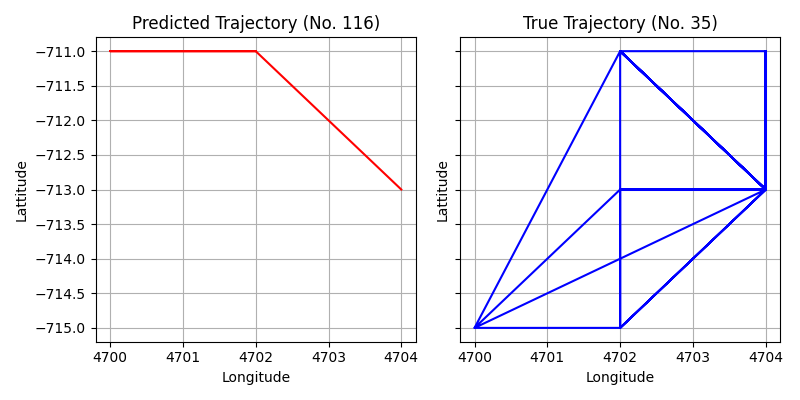 Predicted Trajectory (No. 116)
Lattitude
−711.0
−711.5
−712.0
−712.5
−713.0
−713.5
−714.0
−714.5
−715.0
4700 4701 4702 4703 4704
Longitude
True Trajectory (No. 35)
Lattitude
4700 4701 4702 4703 4704
Longitude